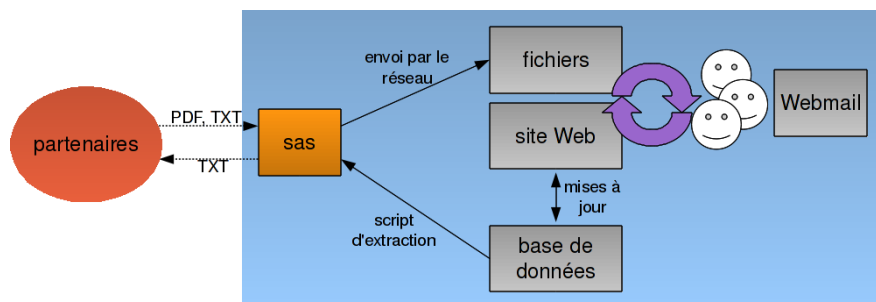 partenaires
PDF, TXT
TXT
sas
envoi par le
réseau
script
d'extraction
fichiers
site Web
mises à
jour
base de
données
Webmail